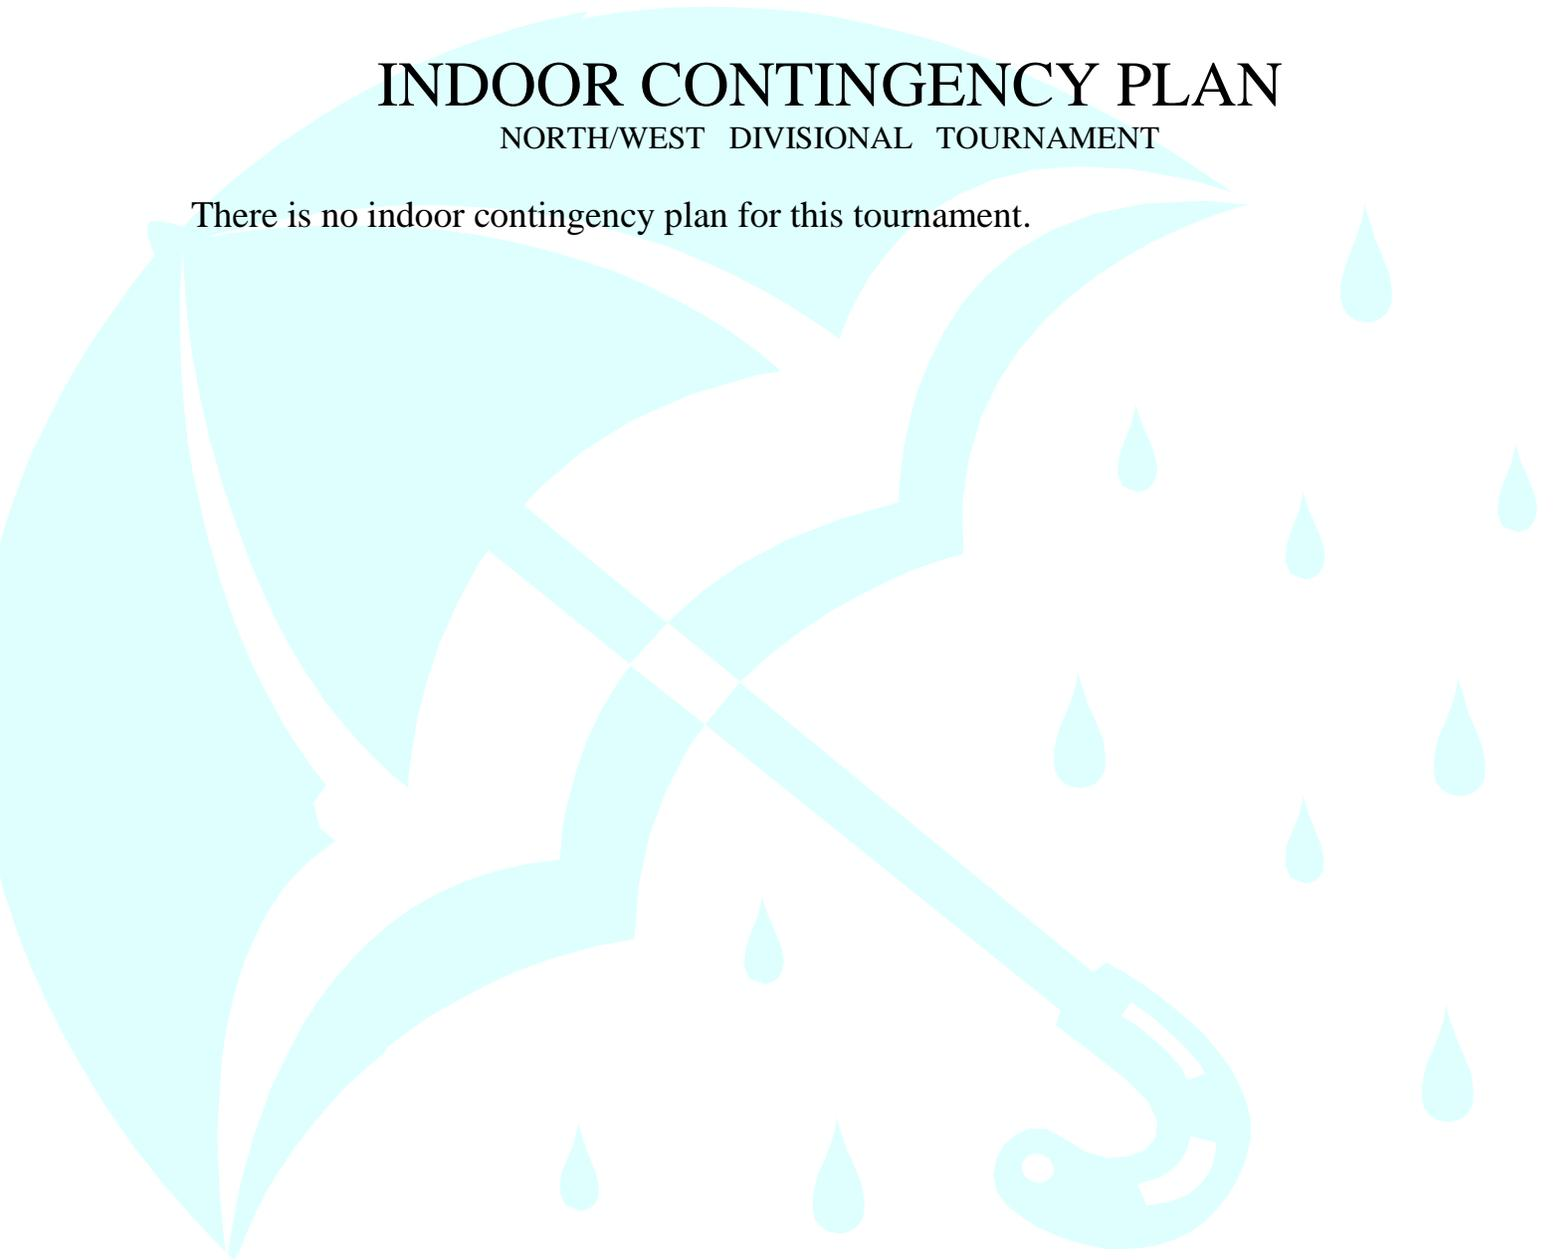 INDOOR CONTINGENCY PLAN
NORTH/WEST DIVISIONAL TOURNAMENT
There is no indoor contingency plan for this tournament.